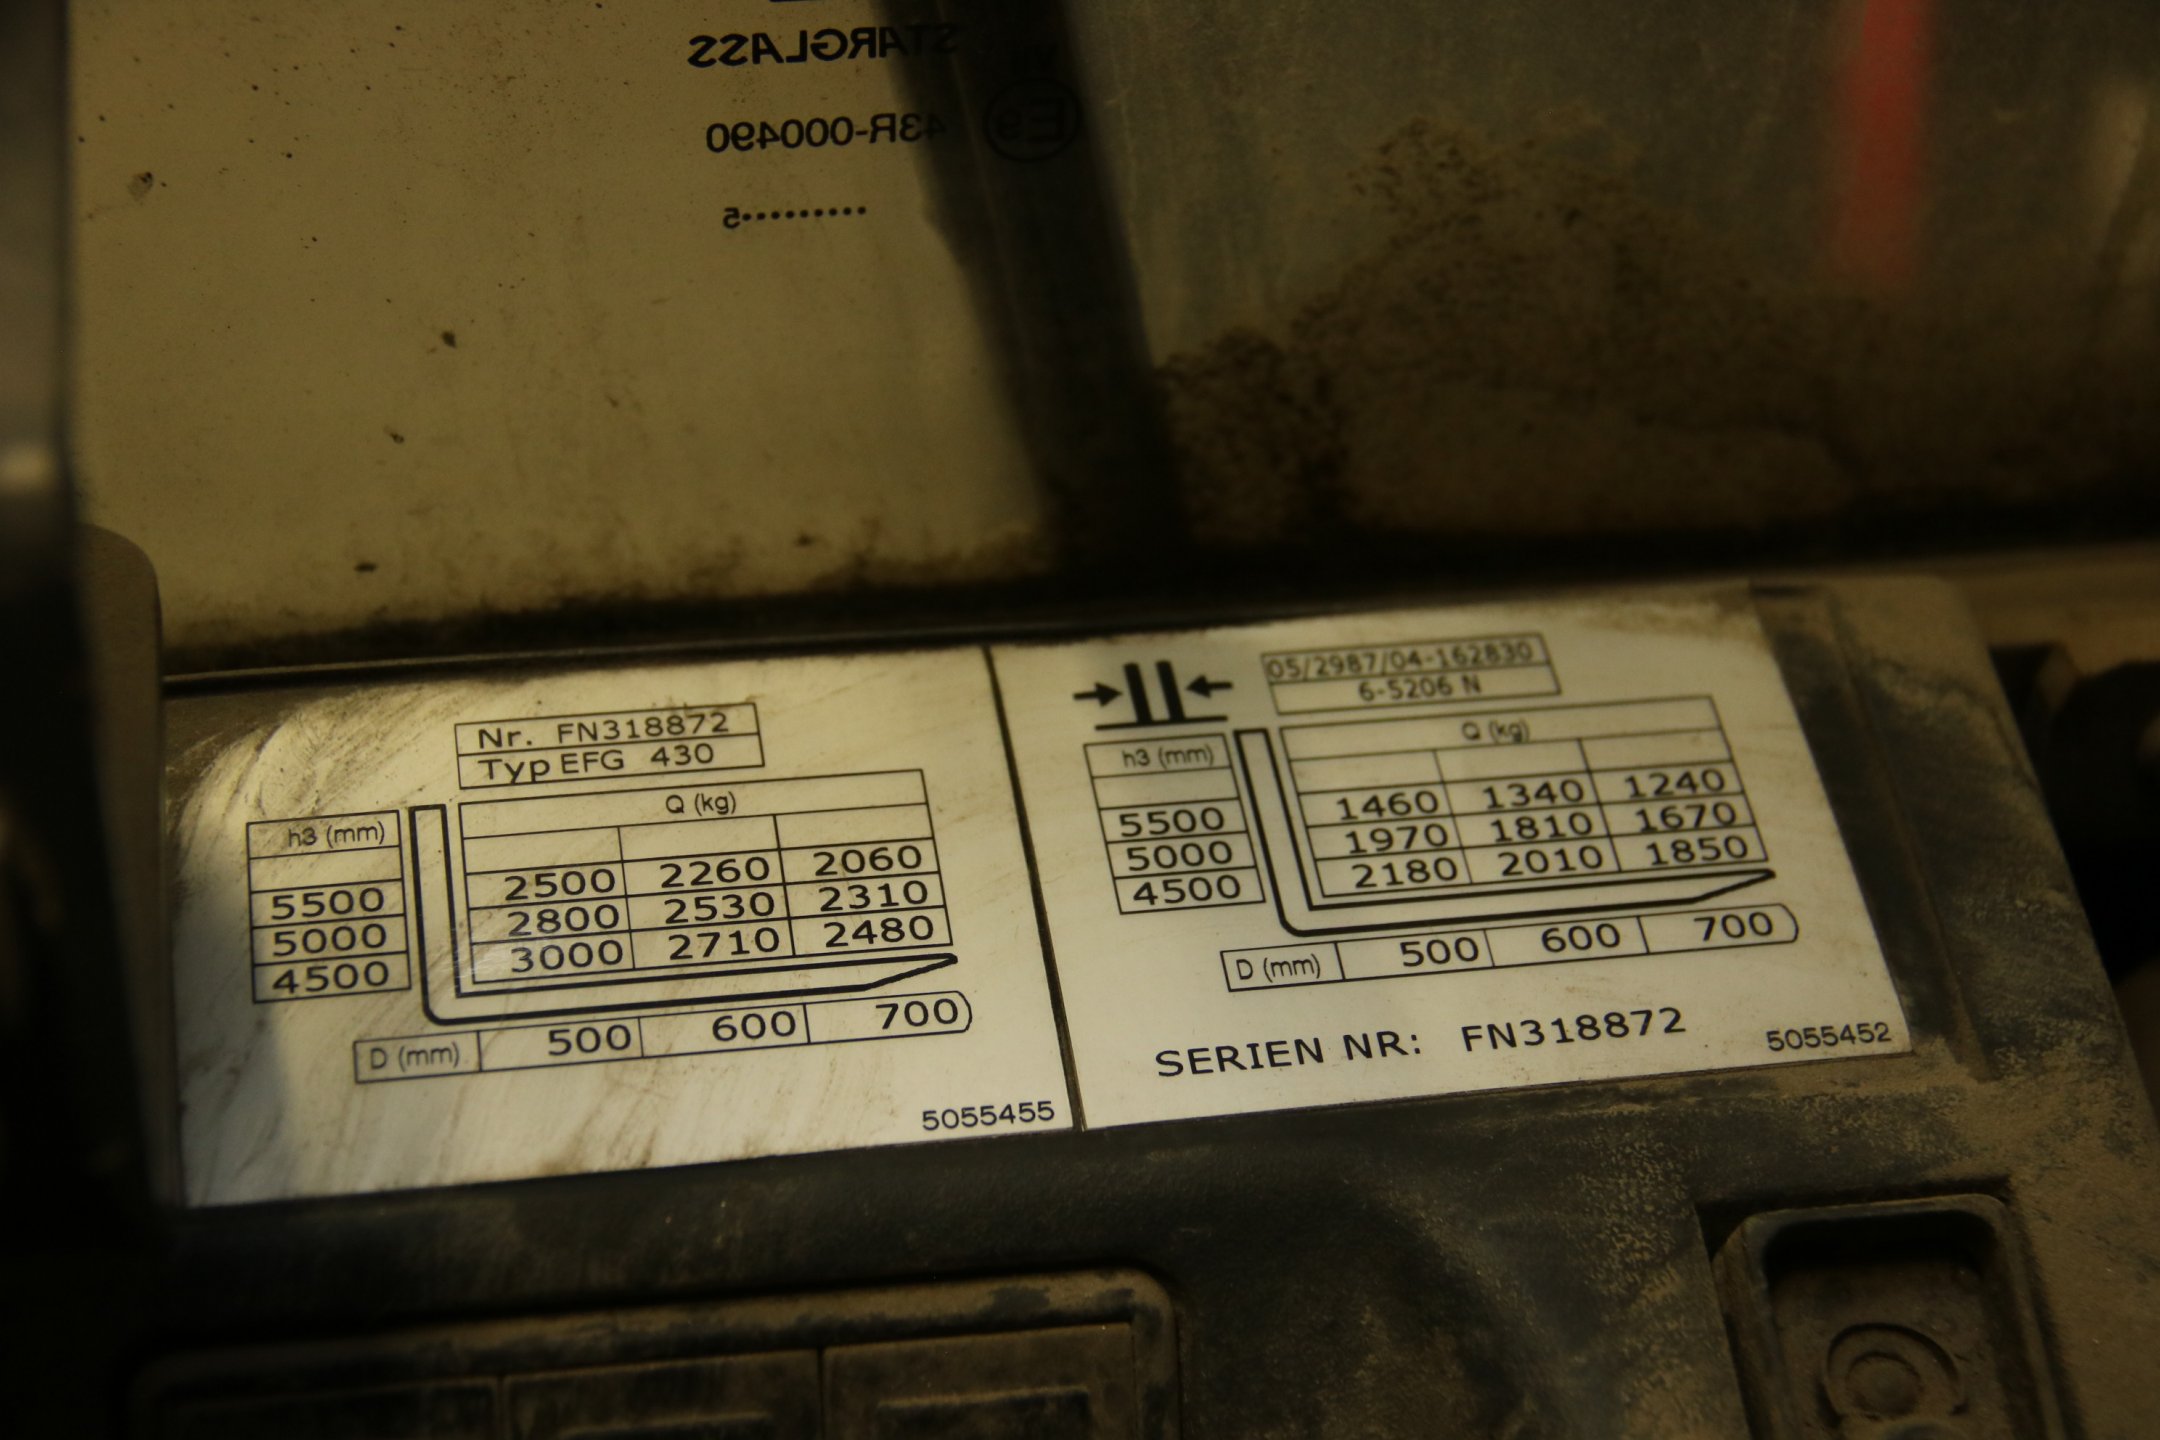 STARGLASS
E9
43R-000490
..........5
Nr. FN318872
Typ EFG 430
h3 (mm) Q (kg)
5500 2500 2260 2060
5000 2800 2530 2310
4500 3000 2710 2480
D (mm) 500 600 700
5055455
05/2987/04-162830
6-5206 N
h3 (mm) Q (kg)
5500 1460 1340 1240
5000 1970 1810 1670
4500 2180 2010 1850
D (mm) 500 600 700
SERIEN NR: FN318872
5055452